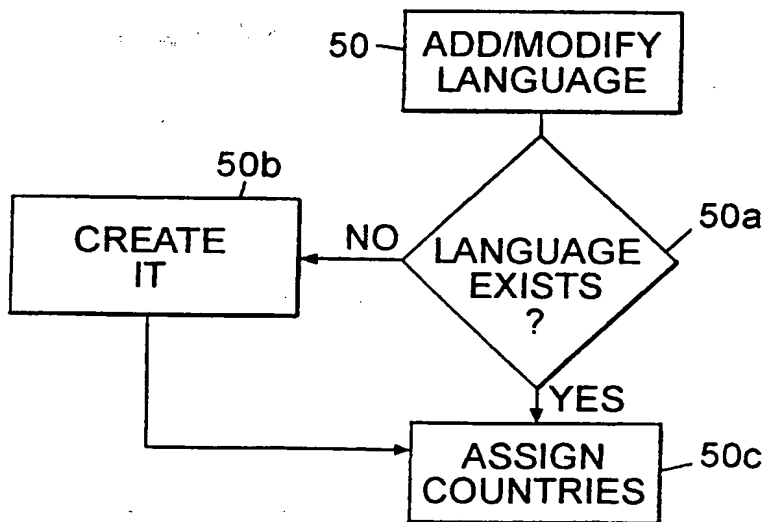 50
ADD/MODIFY
LANGUAGE
50b
50a
CREATE
IT
NO
LANGUAGE
EXISTS
?
YES
ASSIGN
COUNTRIES
50c